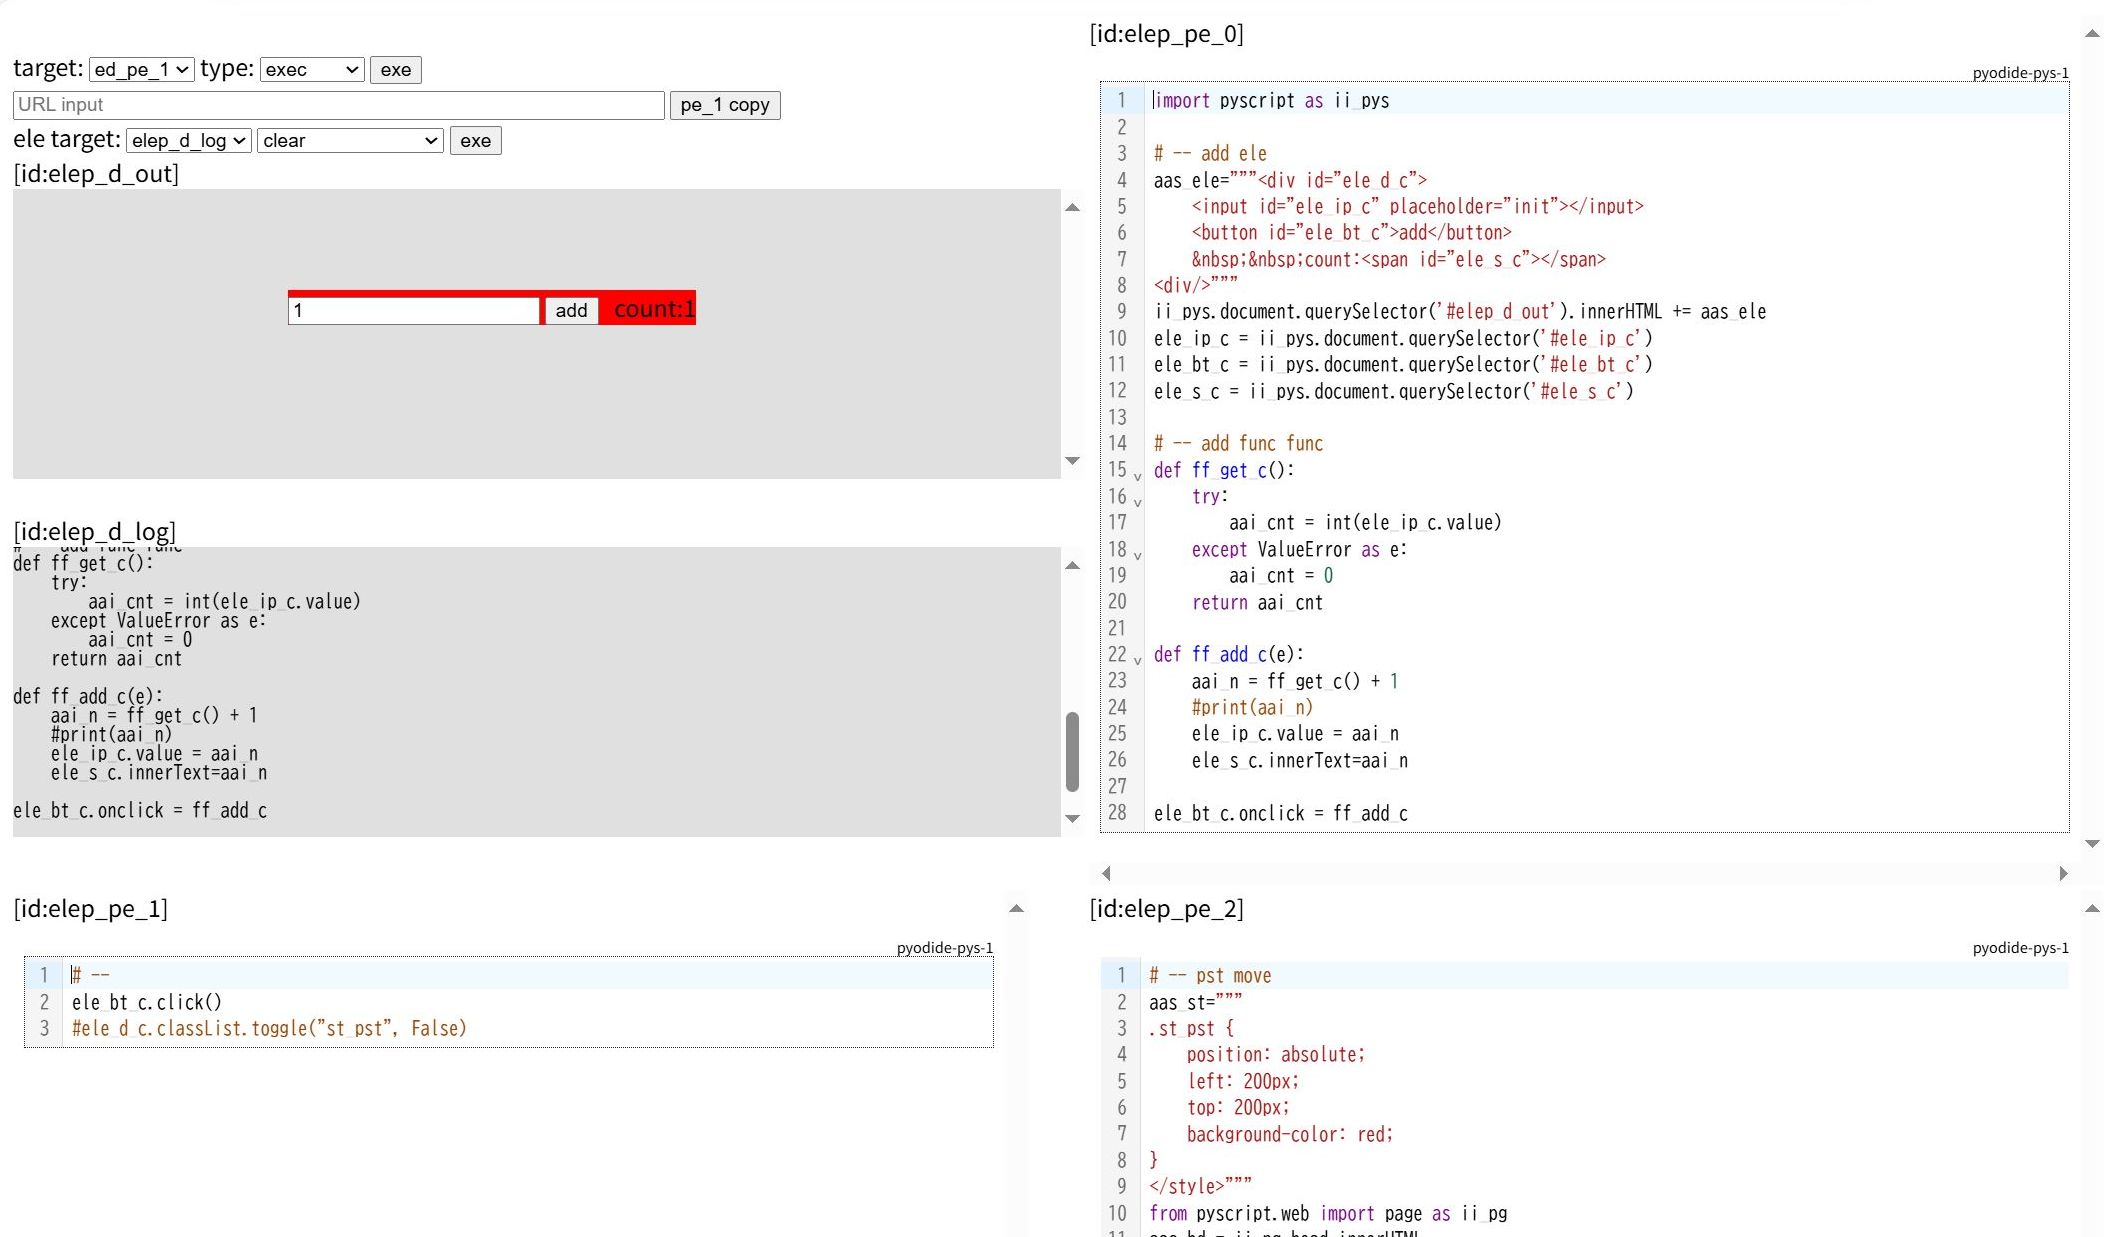 target: ed_pe_1 type: exec exe
URL input pe_1 copy
ele target: elep_d_log clear exe
[id:elep_d_out]
1 add count:1
[id:elep_d_log]
# -- add func func
def ff_get_c():
    try:
        aai_cnt = int(ele_ip_c.value)
    except ValueError as e:
        aai_cnt = 0
    return aai_cnt
def ff_add_c(e):
    aai_n = ff_get_c() + 1
    #print(aai_n)
    ele_ip_c.value = aai_n
    ele_s_c.innerText=aai_n
ele_bt_c.onclick = ff_add_c
[id:elep_pe_0]
pyodide-pys-1
1 import pyscript as ii_pys
2
3 # -- add ele
4 aas_ele="""<div id="ele_d_c">
5     <input id="ele_ip_c" placeholder="init"></input>
6     <button id="ele_bt_c">add</button>
7     &nbsp;&nbsp;count:<span id="ele_s_c"></span>
8 <div/>"""
9 ii_pys.document.querySelector('#elep_d_out').innerHTML += aas_ele
10 ele_ip_c = ii_pys.document.querySelector('#ele_ip_c')
11 ele_bt_c = ii_pys.document.querySelector('#ele_bt_c')
12 ele_s_c = ii_pys.document.querySelector('#ele_s_c')
13
14 # -- add func func
15 def ff_get_c():
16     try:
17         aai_cnt = int(ele_ip_c.value)
18     except ValueError as e:
19         aai_cnt = 0
20     return aai_cnt
21
22 def ff_add_c(e):
23     aai_n = ff_get_c() + 1
24     #print(aai_n)
25     ele_ip_c.value = aai_n
26     ele_s_c.innerText=aai_n
27
28 ele_bt_c.onclick = ff_add_c
[id:elep_pe_1]
pyodide-pys-1
1 # --
2 ele_bt_c.click()
3 #ele_d_c.classList.toggle("st_pst", False)
[id:elep_pe_2]
pyodide-pys-1
1 # -- pst move
2 aas_st="""
3 .st_pst {
4     position: absolute;
5     left: 200px;
6     top: 200px;
7     background-color: red;
8 }
9 </style>"""
10 from pyscript.web import page as ii_pg